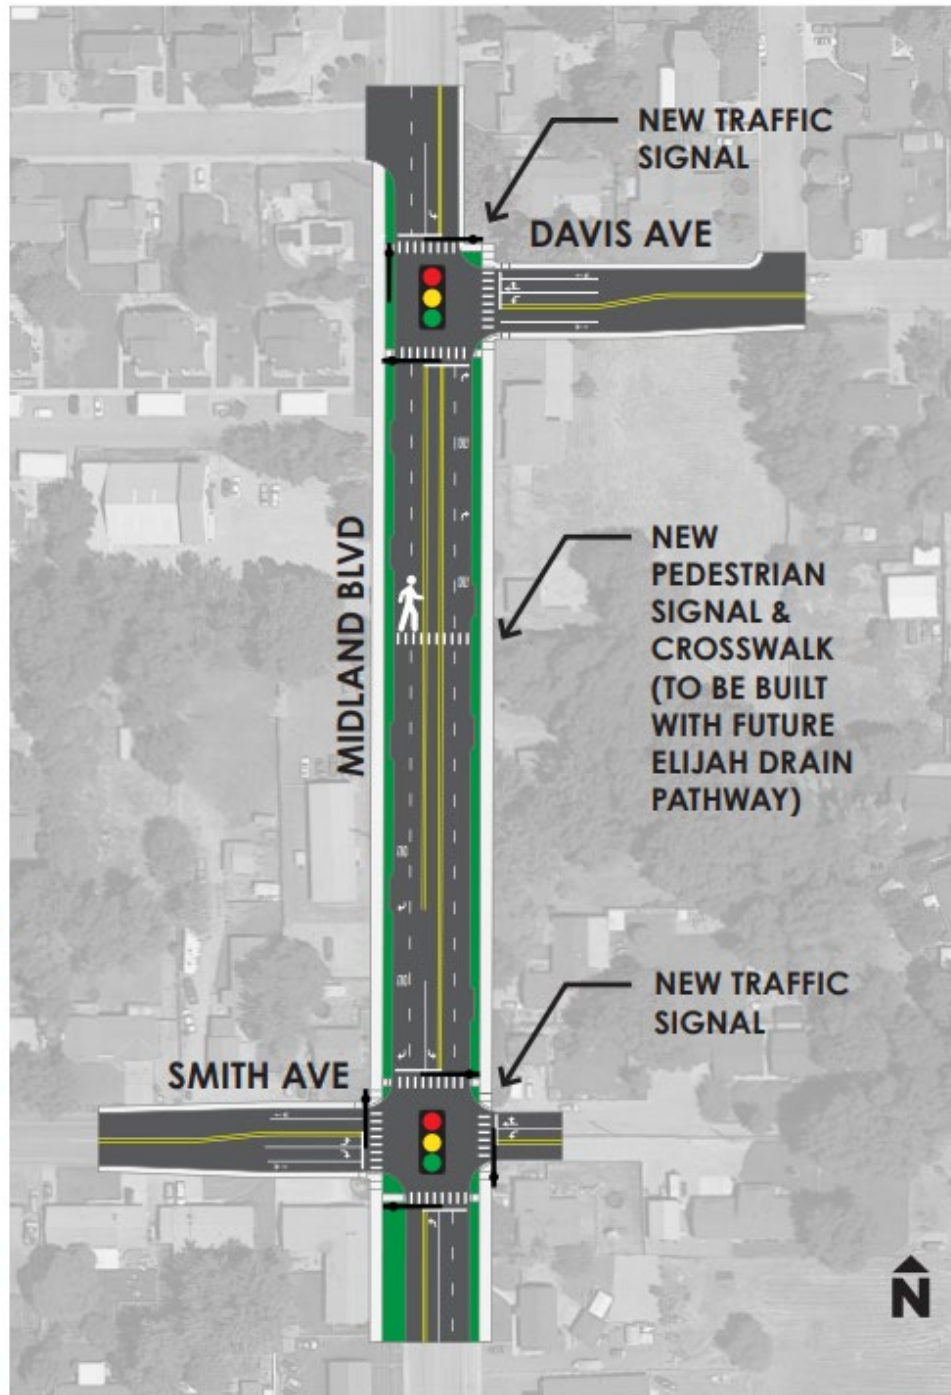 NEW TRAFFIC
SIGNAL
DAVIS AVE
MIDLAND BLVD
NEW
PEDESTRIAN
SIGNAL &
CROSSWALK
(TO BE BUILT
WITH FUTURE
ELIJAH DRAIN
PATHWAY)
NEW TRAFFIC
SIGNAL
SMITH AVE
N